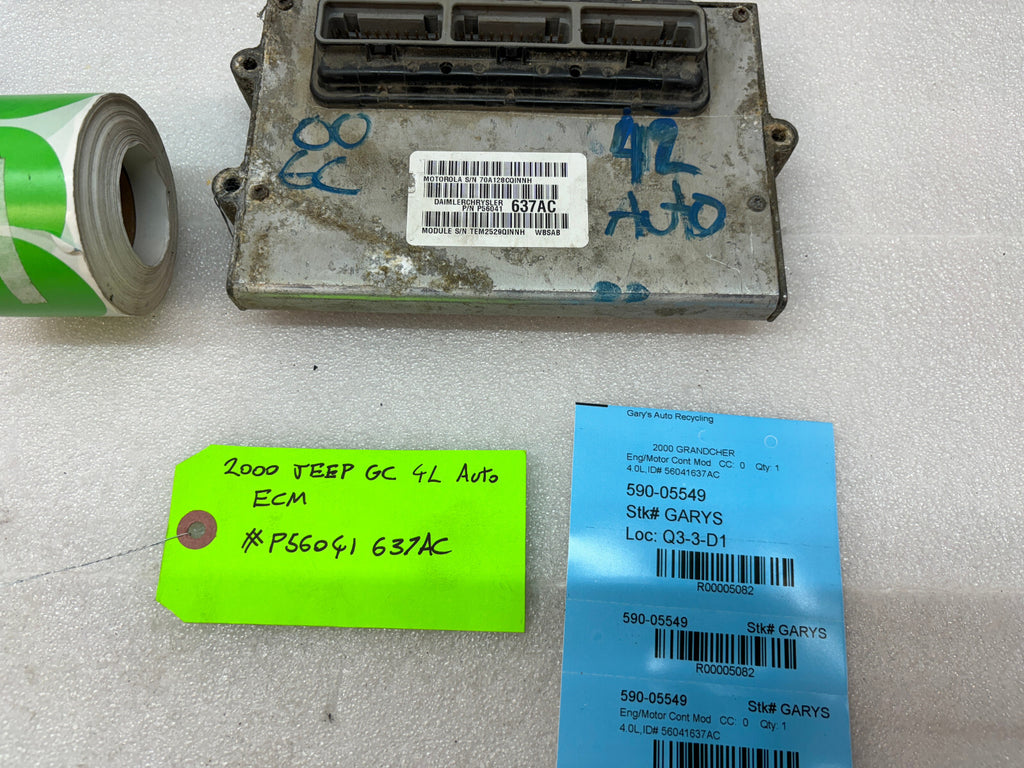 00
GC
4L
AUTO
MOTOROLA S/N 70A128CQINNH
DAIMLERCHRYSLER
P/N P56041 637AC
MODULE S/N TEM2529QINNH W8SAB
2000 JEEP GC 4L Auto
ECM
#P56041 637AC
Gary's Auto Recycling
2000 GRANDCHER
Eng/Motor Cont Mod CC: 0 Qty: 1
4.0L,ID# 56041637AC
590-05549
Stk# GARYS
Loc: Q3-3-D1
R00005082
590-05549 Stk# GARYS
R00005082
590-05549 Stk# GARYS
Eng/Motor Cont Mod CC: 0 Qty: 1
4.0L,ID# 56041637AC